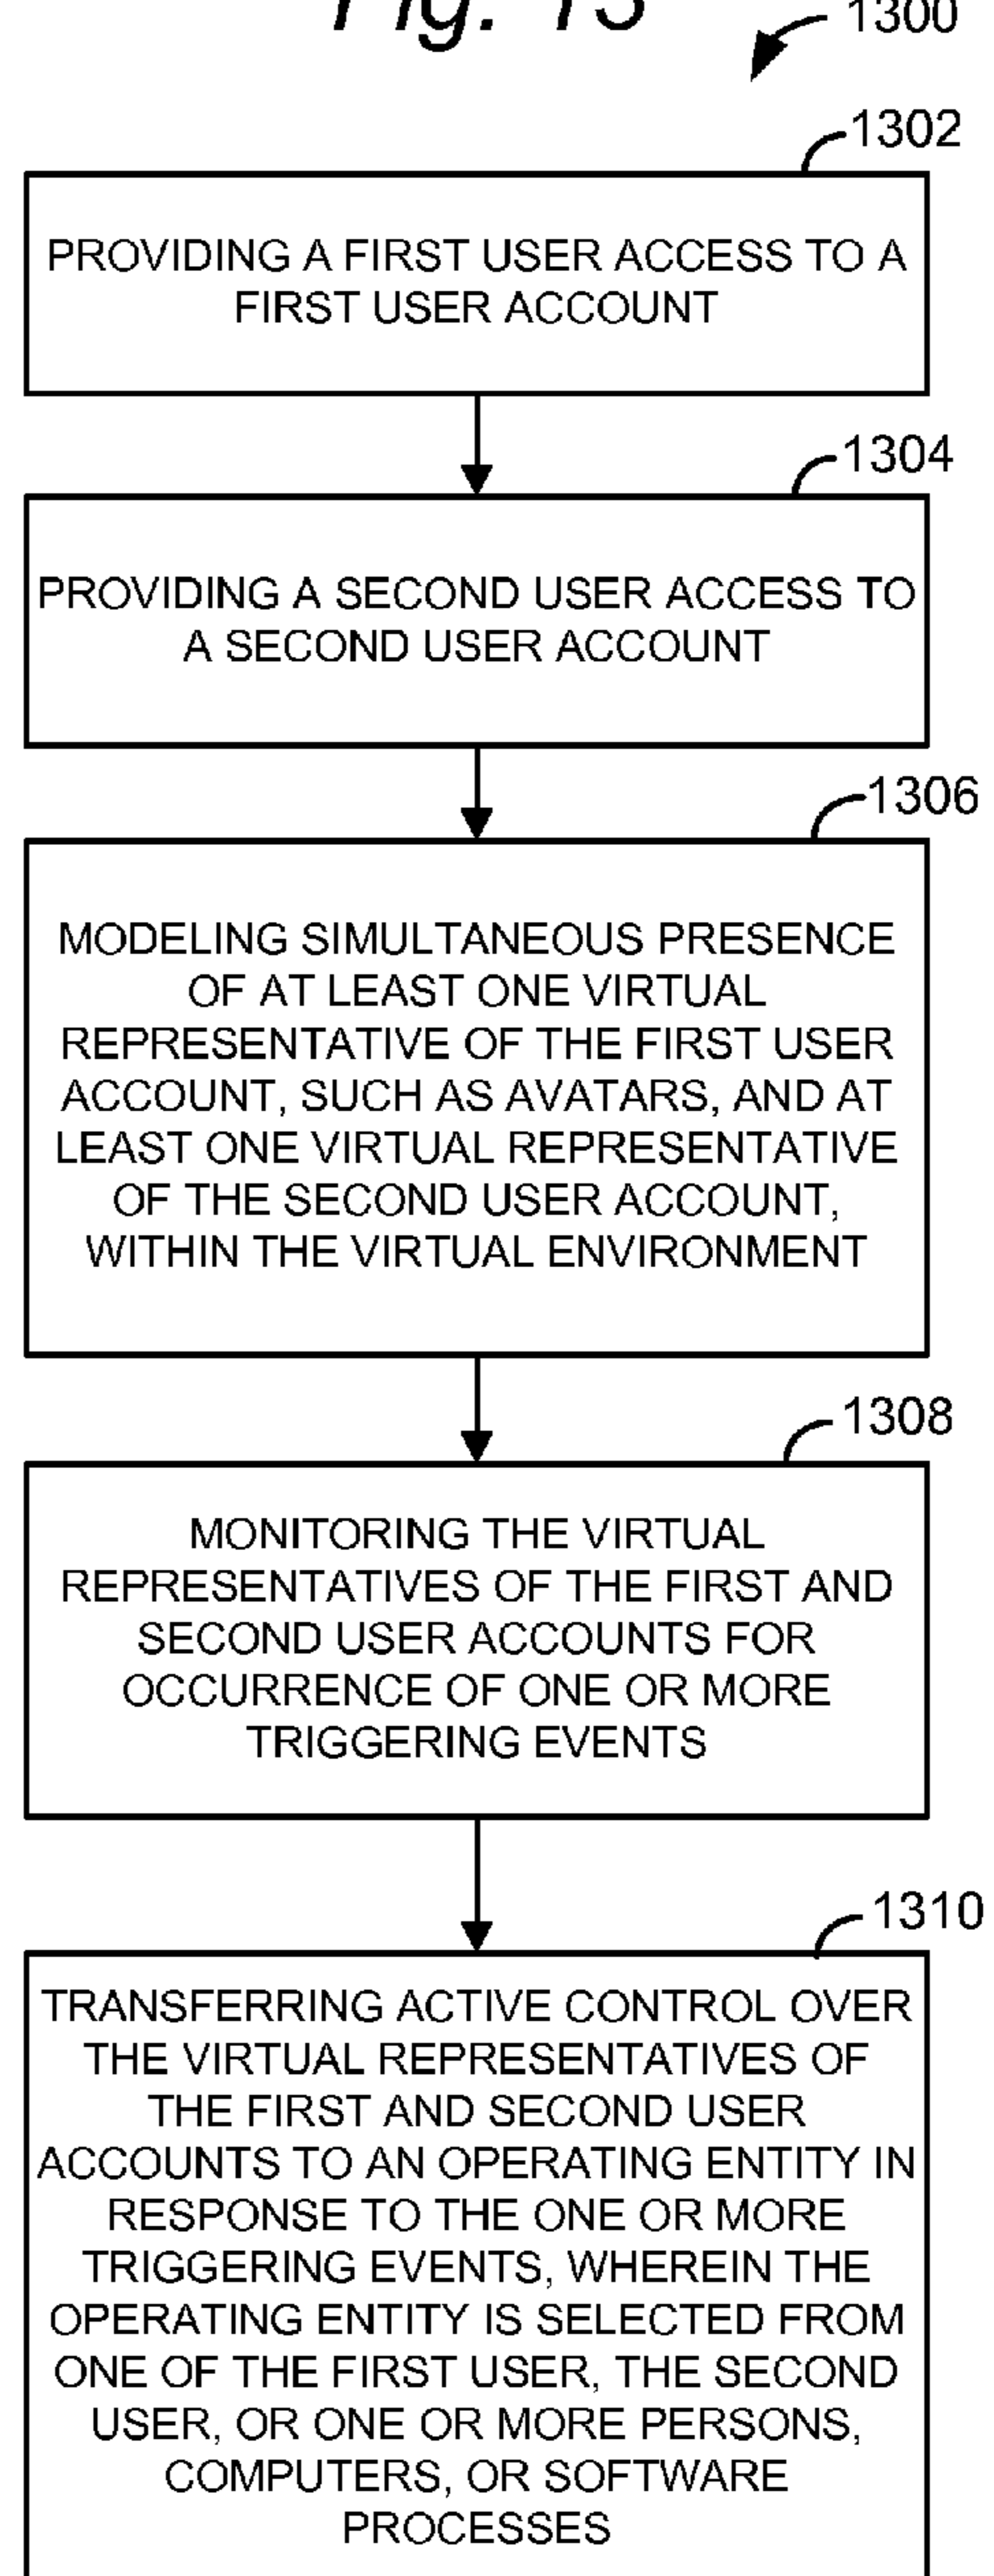 Fig. 13
1300
1302
PROVIDING A FIRST USER ACCESS TO A
FIRST USER ACCOUNT
1304
PROVIDING A SECOND USER ACCESS TO
A SECOND USER ACCOUNT
1306
MODELING SIMULTANEOUS PRESENCE
OF AT LEAST ONE VIRTUAL
REPRESENTATIVE OF THE FIRST USER
ACCOUNT, SUCH AS AVATARS, AND AT
LEAST ONE VIRTUAL REPRESENTATIVE
OF THE SECOND USER ACCOUNT,
WITHIN THE VIRTUAL ENVIRONMENT
1308
MONITORING THE VIRTUAL
REPRESENTATIVES OF THE FIRST AND
SECOND USER ACCOUNTS FOR
OCCURRENCE OF ONE OR MORE
TRIGGERING EVENTS
1310
TRANSFERRING ACTIVE CONTROL OVER
THE VIRTUAL REPRESENTATIVES OF
THE FIRST AND SECOND USER
ACCOUNTS TO AN OPERATING ENTITY IN
RESPONSE TO THE ONE OR MORE
TRIGGERING EVENTS, WHEREIN THE
OPERATING ENTITY IS SELECTED FROM
ONE OF THE FIRST USER, THE SECOND
USER, OR ONE OR MORE PERSONS,
COMPUTERS, OR SOFTWARE
PROCESSES